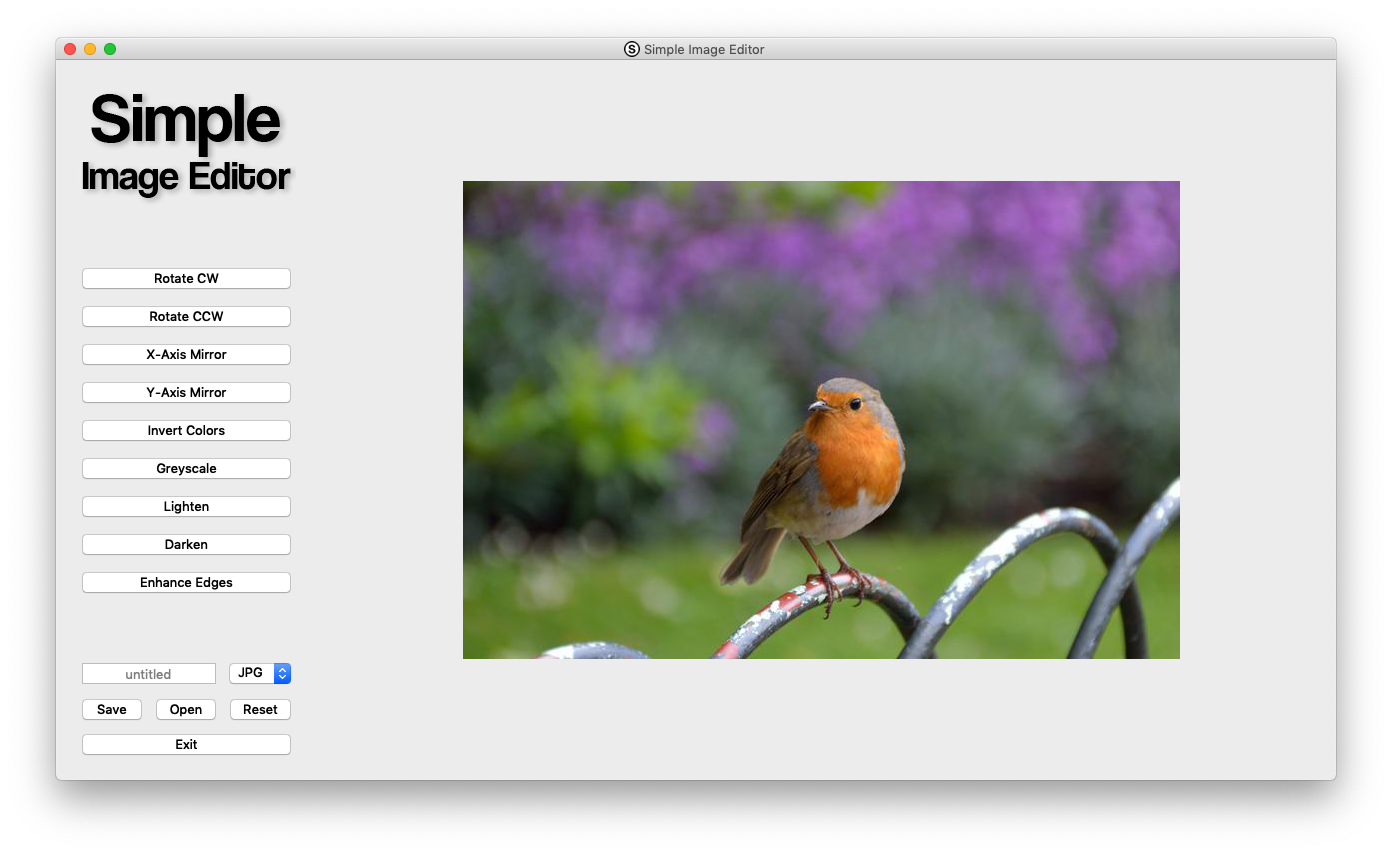 S Simple Image Editor
Simple
Image Editor
Rotate CW
Rotate CCW
X-Axis Mirror
Y-Axis Mirror
Invert Colors
Greyscale
Lighten
Darken
Enhance Edges
untitled JPG
Save Open Reset
Exit